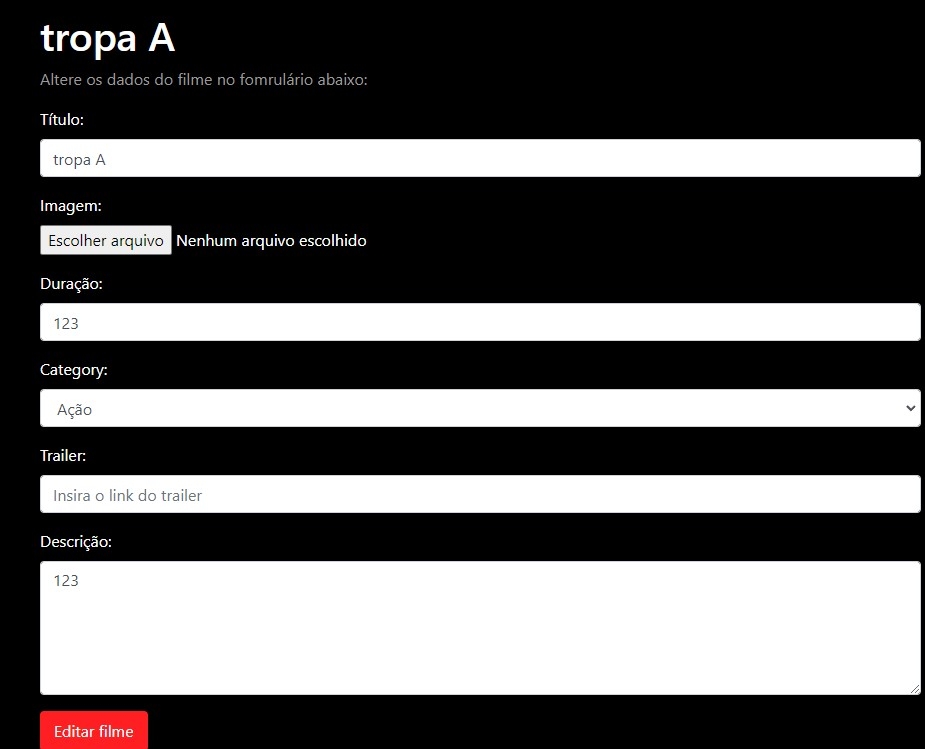 tropa A
Altere os dados do filme no fomrulário abaixo:
Título:
tropa A
Imagem:
Escolher arquivo Nenhum arquivo escolhido
Duração:
123
Category:
Ação
Trailer:
Insira o link do trailer
Descrição:
123
Editar filme